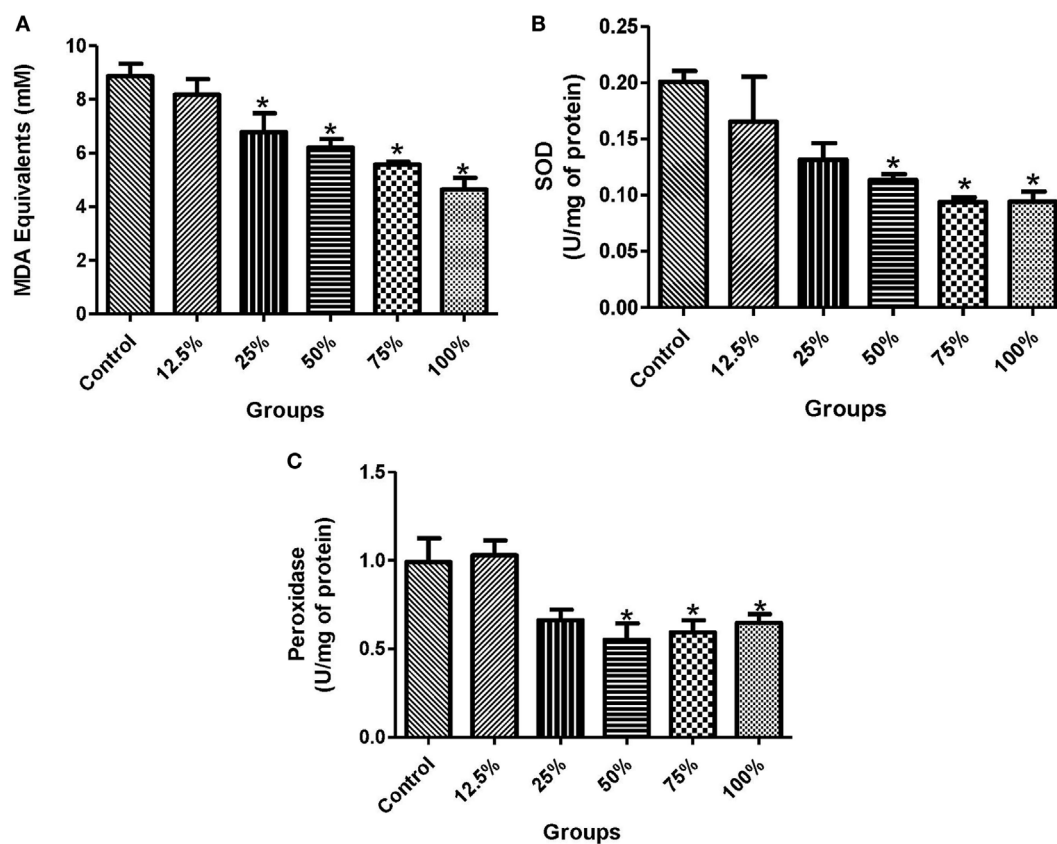 A
MDA Equivalents (mM)
10
8
6
4
2
0
*
*
*
*
Control
12.5%
25%
50%
75%
100%
Groups
B
SOD
(U/mg of protein)
0.25
0.20
0.15
0.10
0.05
0.00
*
*
*
Control
12.5%
25%
50%
75%
100%
Groups
C
Peroxidase
(U/mg of protein)
1.5
1.0
0.5
0.0
*
*
*
Control
12.5%
25%
50%
75%
100%
Groups